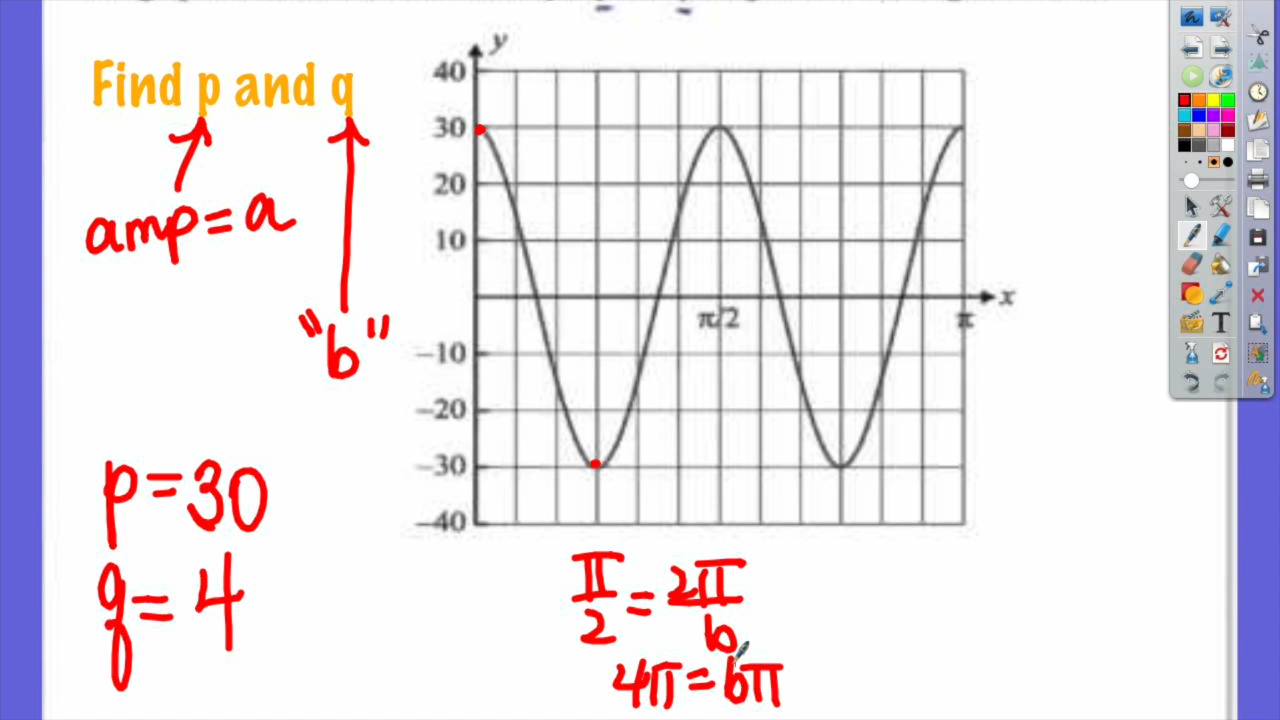 Find p and q
amp = a
"b"
p = 30
q = 4
y
40
30
20
10
-10
-20
-30
-40
π/2
π
x
π/2 = 2π/b
4π = bπ
T